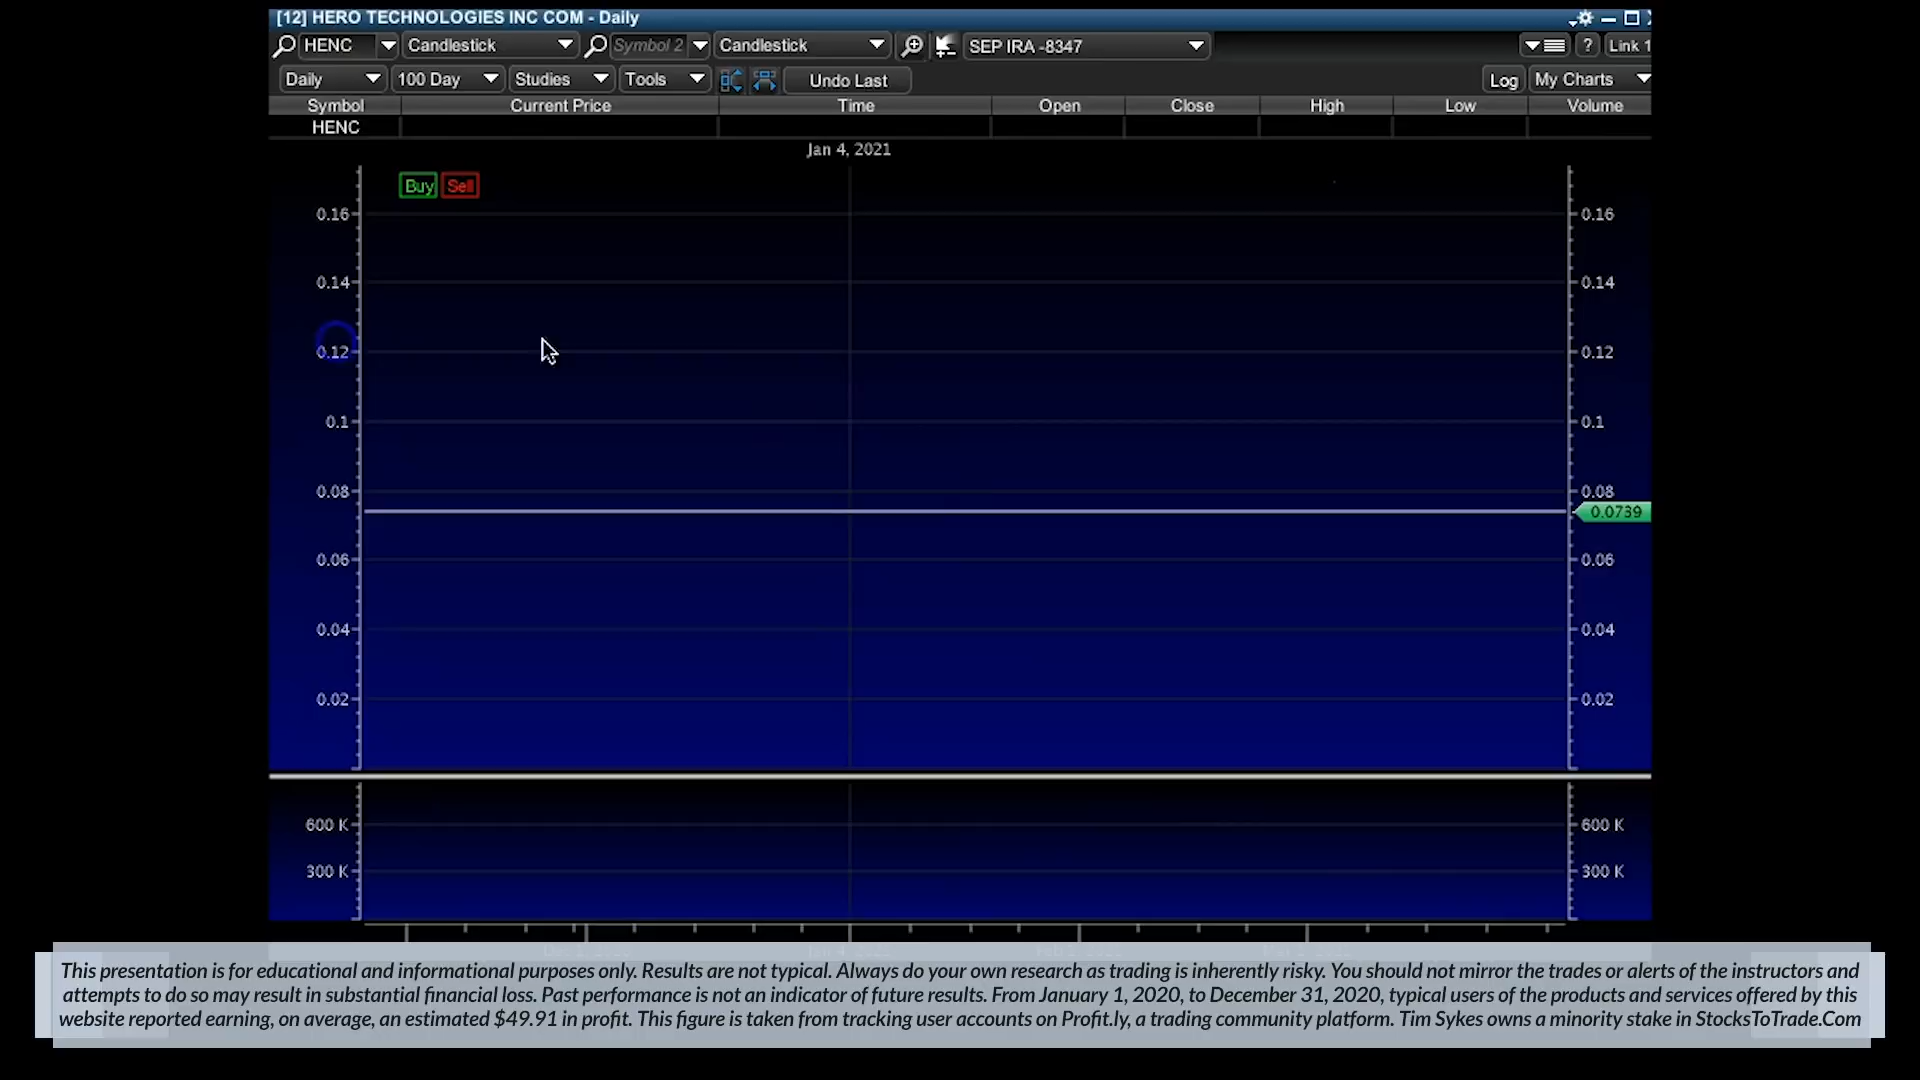 [12] HERO TECHNOLOGIES INC COM - Daily
HENC Candlestick Symbol 2 Candlestick SEP IRA -8347 ? Link 1
Daily 100 Day Studies Tools Undo Last Log My Charts
Symbol Current Price Time Open Close High Low Volume
HENC
Jan 4, 2021
Buy Sell
0.16 0.16
0.14 0.14
0.12 0.12
0.1 0.1
0.08 0.08
0.0739
0.06 0.06
0.04 0.04
0.02 0.02
600 K 600 K
300 K 300 K
This presentation is for educational and informational purposes only. Results are not typical. Always do your own research as trading is inherently risky. You should not mirror the trades or alerts of the instructors and
attempts to do so may result in substantial financial loss. Past performance is not an indicator of future results. From January 1, 2020, to December 31, 2020, typical users of the products and services offered by this
website reported earning, on average, an estimated $49.91 in profit. This figure is taken from tracking user accounts on Profit.ly, a trading community platform. Tim Sykes owns a minority stake in StocksToTrade.Com